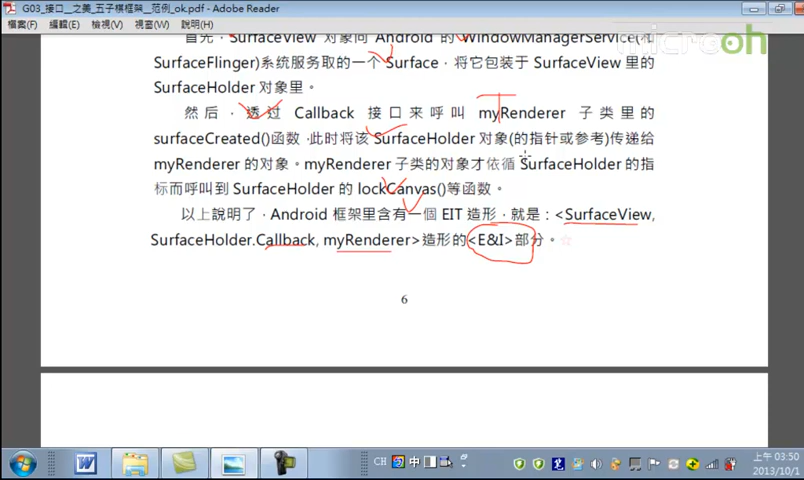 G03_接口__之美_五子棋框架__范例_ok.pdf - Adobe Reader
檔案(F) 編輯(E) 檢視(V) 視窗(W) 說明(H)
microoh
首先，SurfaceView 对象向 Android 的 WindowManagerService(和
SurfaceFlinger)系统服务取的一个 Surface，将它包装于 SurfaceView 里的
SurfaceHolder 对象里。
然后，透过 Callback 接口来呼叫 myRenderer 子类里的
surfaceCreated()函数，此时将该 SurfaceHolder 对象(的指针或参考)传递给
myRenderer 的对象。myRenderer 子类的对象才依循 SurfaceHolder 的指
标而呼叫到 SurfaceHolder 的 lockCanvas()等函数。
以上說明了，Android 框架里含有一個 EIT 造形，就是：<SurfaceView,
SurfaceHolder.Callback, myRenderer>造形的<E&I>部分。☆
6
CH 中
上午 03:50
2013/10/1